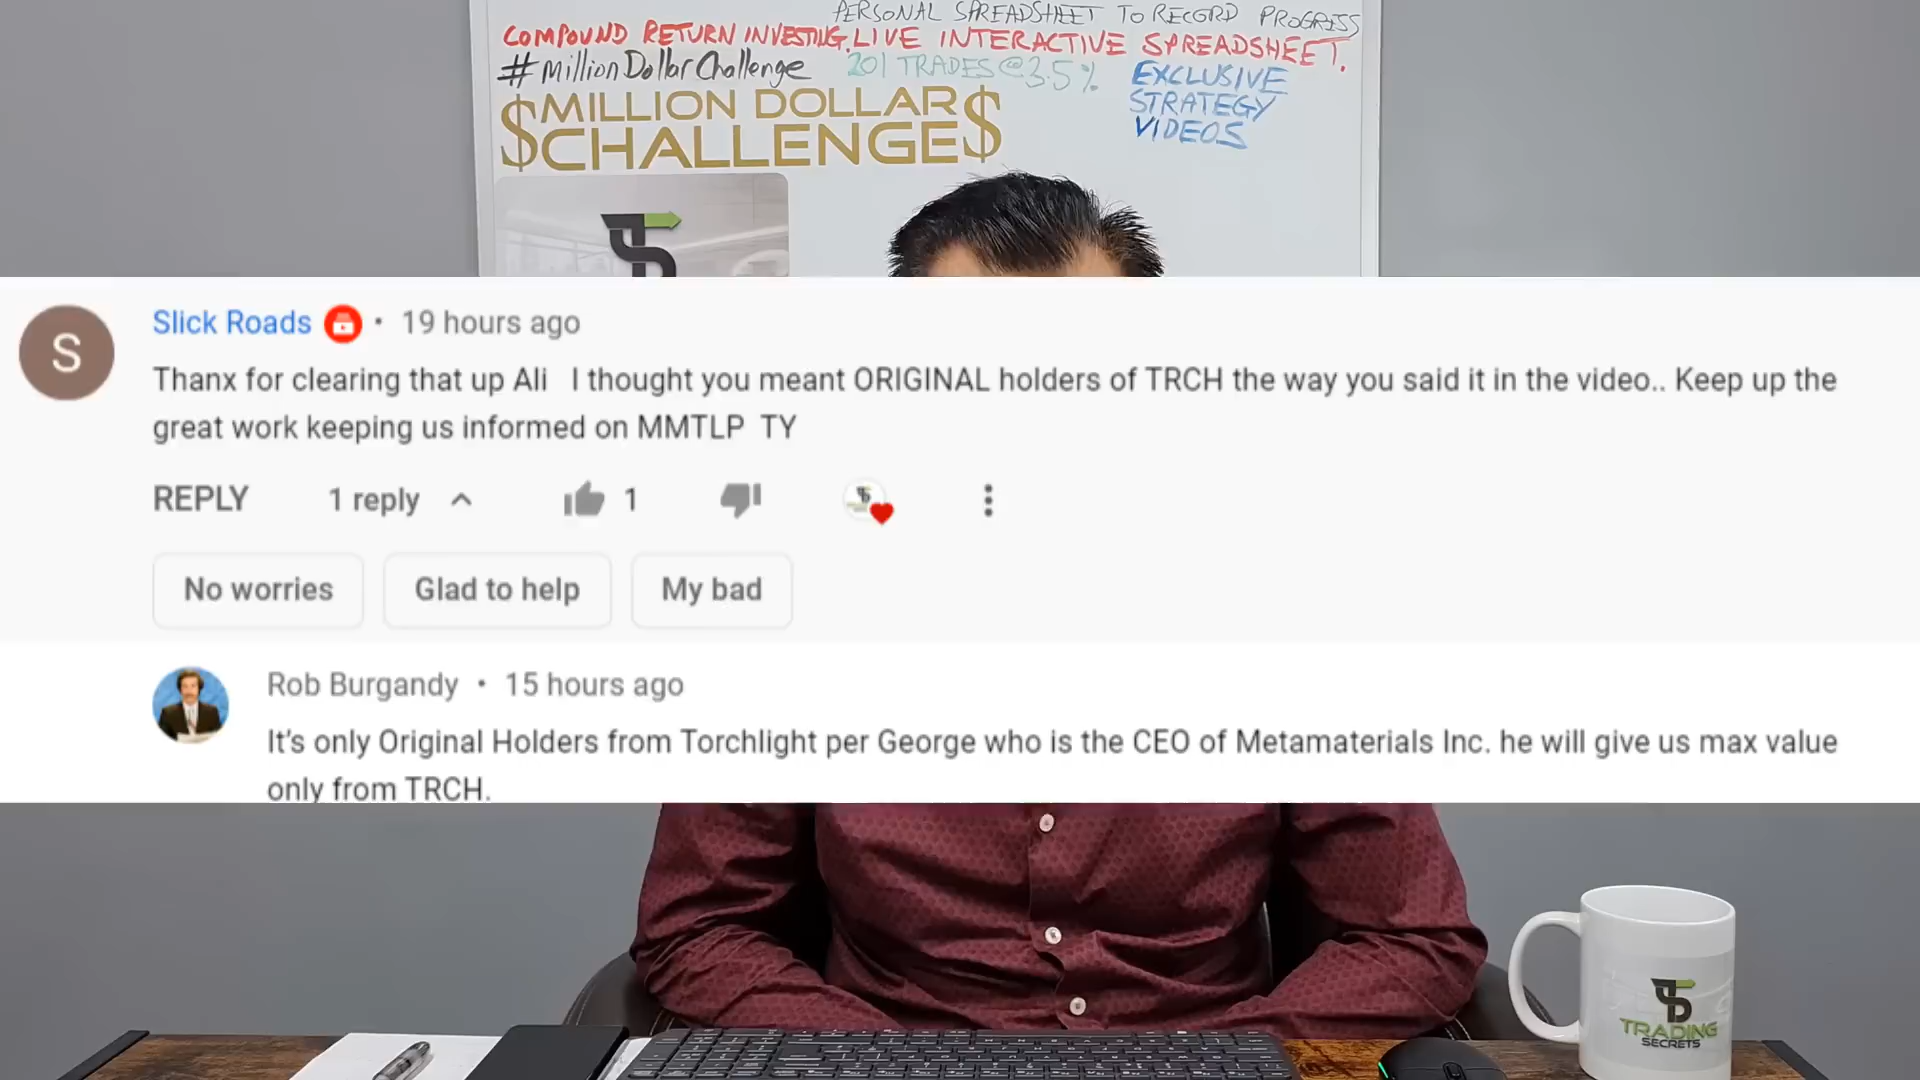 PERSONAL SPREADSHEET TO RECORD PROGRESS
COMPOUND RETURN INVESTING. LIVE INTERACTIVE SPREADSHEET.
#MillionDollarChallenge 201 TRADES @ 3.5% EXCLUSIVE
STRATEGY
VIDEOS
$MILLION DOLLAR$
CHALLENGE
S
Slick Roads • 19 hours ago
Thanx for clearing that up Ali I thought you meant ORIGINAL holders of TRCH the way you said it in the video.. Keep up the
great work keeping us informed on MMTLP TY
REPLY 1 reply 1
No worries Glad to help My bad
Rob Burgandy • 15 hours ago
It's only Original Holders from Torchlight per George who is the CEO of Metamaterials Inc. he will give us max value
only from TRCH.
TRADING
SECRETS